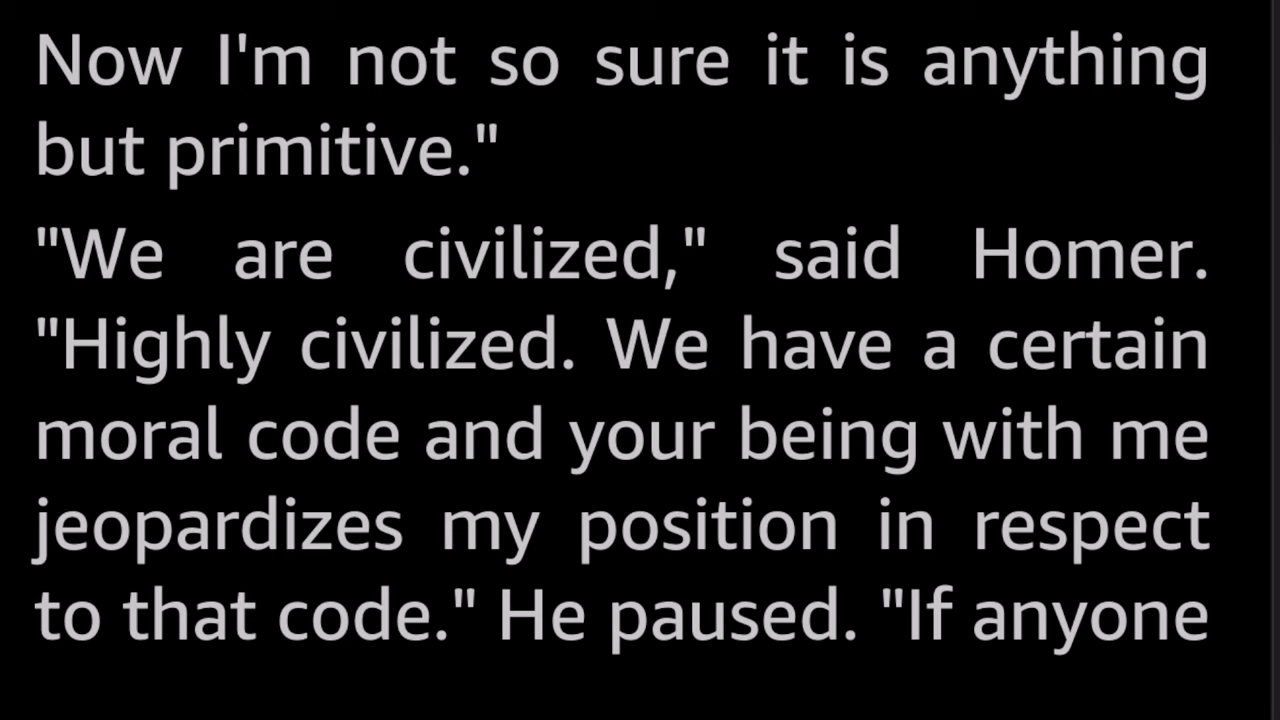 Now I'm not so sure it is anything
but primitive."
"We are civilized," said Homer.
"Highly civilized. We have a certain
moral code and your being with me
jeopardizes my position in respect
to that code." He paused. "If anyone